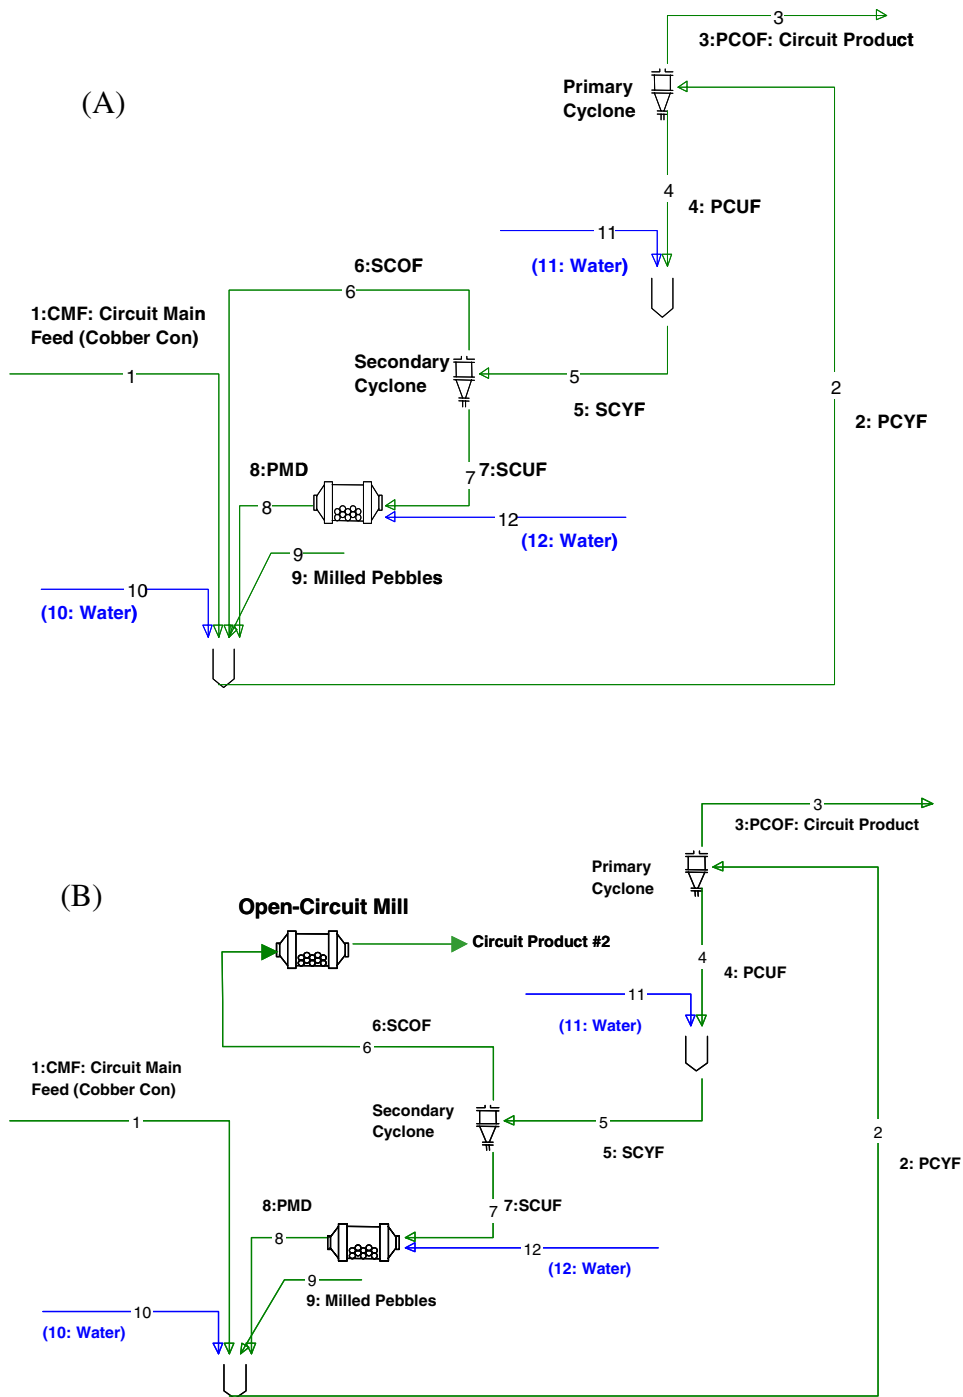 3
3:PCOF: Circuit Product
(A)
Primary
Cyclone
4
4: PCUF
11
(11: Water)
6:SCOF
6
1:CMF: Circuit Main
Feed (Cobber Con)
1
Secondary
Cyclone
5
5: SCYF
2
2: PCYF
8:PMD
7:SCUF
7
8
12
(12: Water)
9
9: Milled Pebbles
10
(10: Water)
3
3:PCOF: Circuit Product
(B)
Primary
Cyclone
Open-Circuit Mill
Circuit Product #2
4
4: PCUF
11
(11: Water)
6:SCOF
6
1:CMF: Circuit Main
Feed (Cobber Con)
1
Secondary
Cyclone
5
5: SCYF
2
2: PCYF
8:PMD
7:SCUF
7
8
12
(12: Water)
9
9: Milled Pebbles
10
(10: Water)